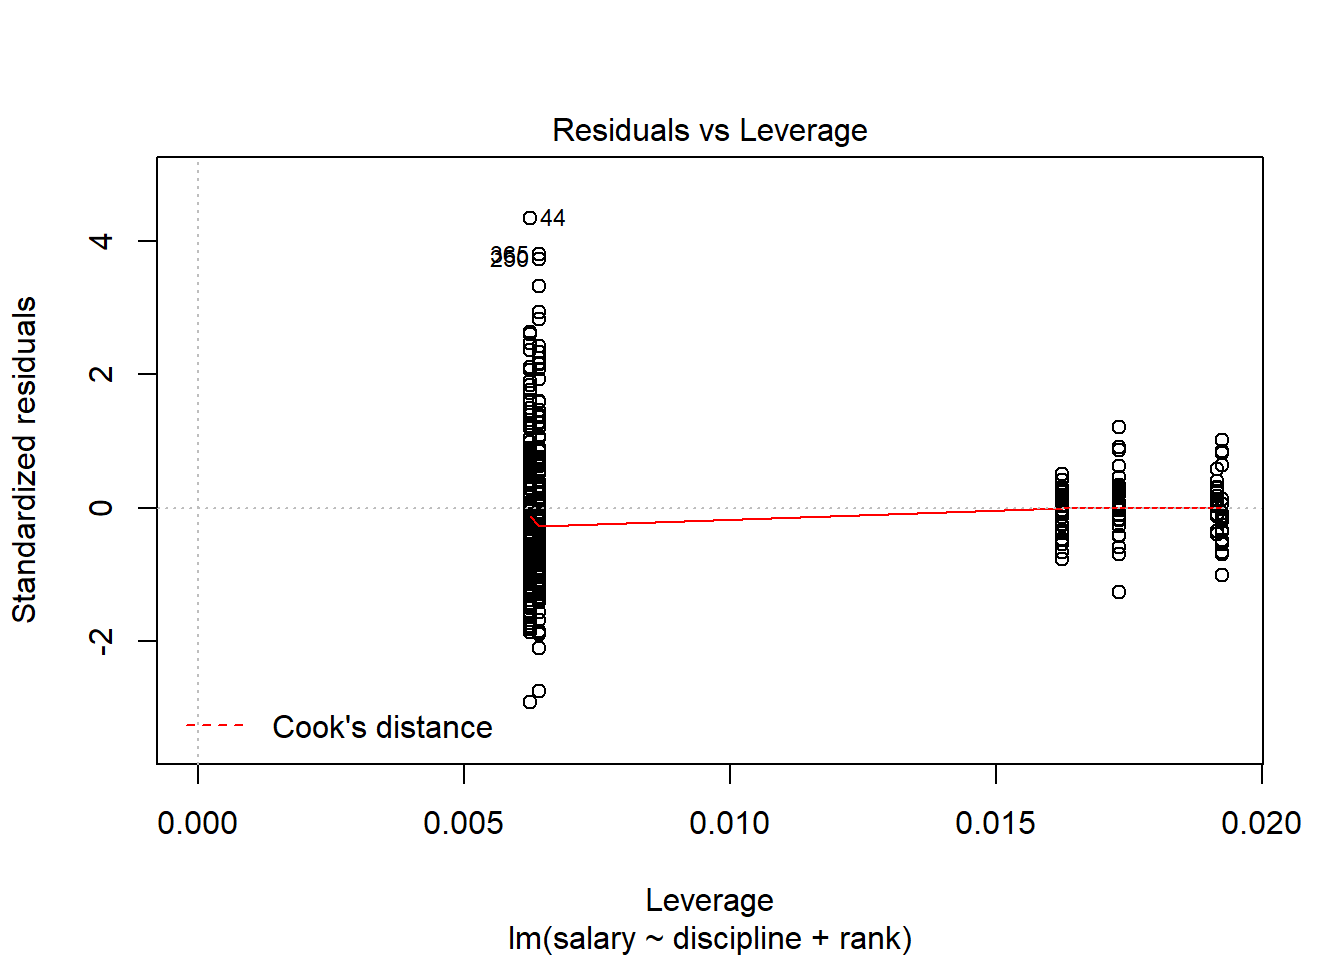 Residuals vs Leverage
Standardized residuals
4
2
0
-2
44
Cook's distance
0.000
0.005
0.010
0.015
0.020
Leverage
lm(salary ~ discipline + rank)